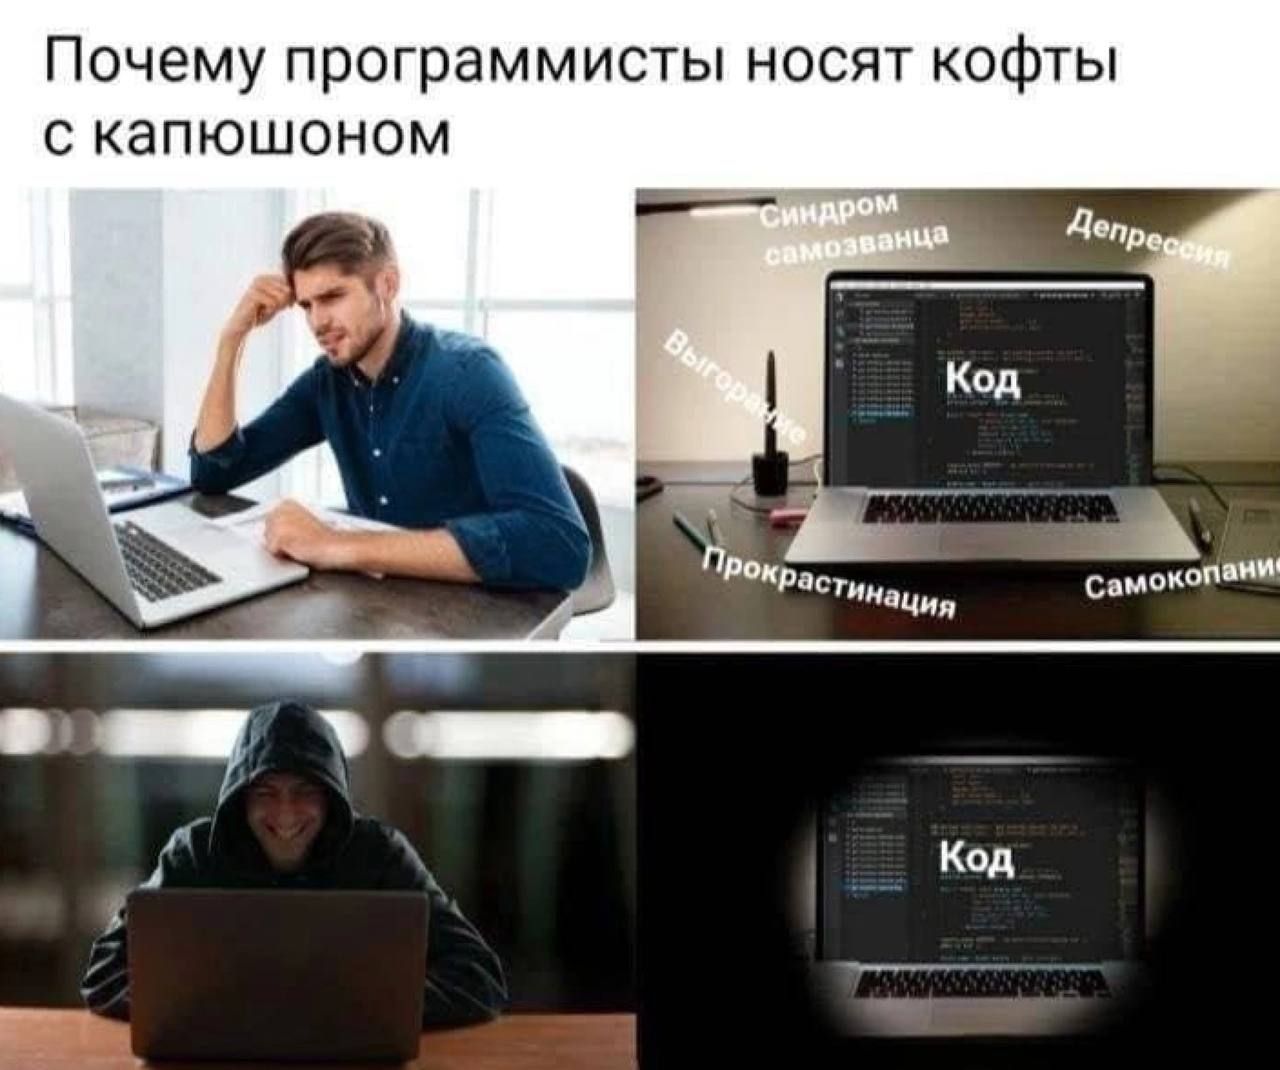 Почему программисты носят кофты
с капюшоном
Синдром
самозванца
Депрессия
Выгорание
Код
Прокрастинация
Самокопание
Код